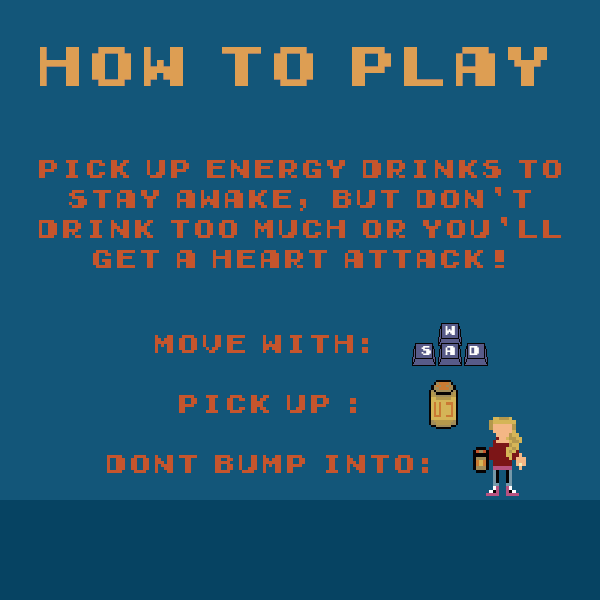 HOW TO PLAY
PICK UP ENERGY DRINKS TO
STAY AWAKE, BUT DON'T
DRINK TOO MUCH OR YOU'LL
GET A HEART ATTACK!
MOVE WITH:
W
S A D
PICK UP :
DONT BUMP INTO: